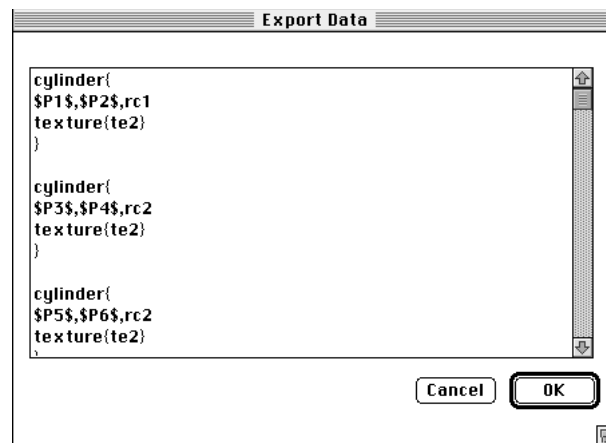 Export Data
cylinder{
$P1$,$P2$,rc1
texture{te2}
}
cylinder{
$P3$,$P4$,rc2
texture{te2}
}
cylinder{
$P5$,$P6$,rc2
texture{te2}
}
Cancel
OK